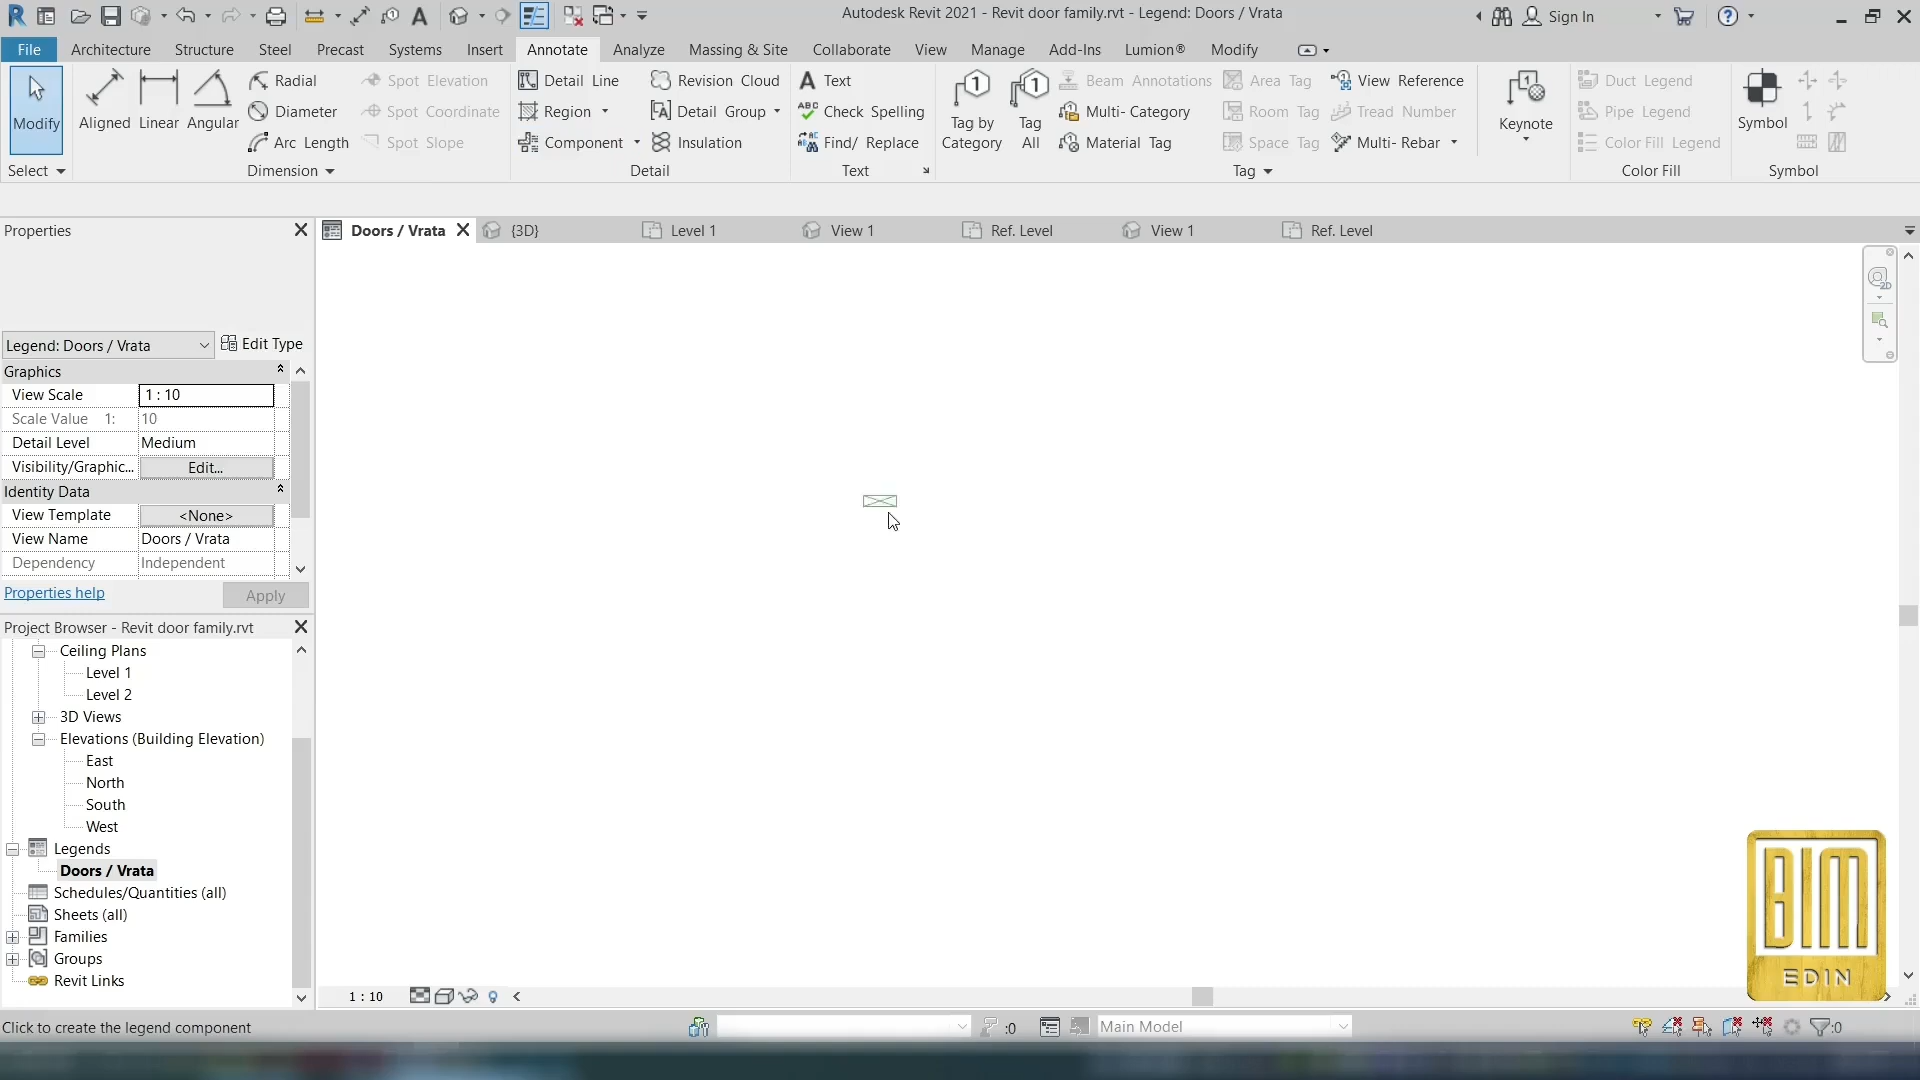 Autodesk Revit 2021 - Revit door family.rvt - Legend: Doors / Vrata
Sign In
File Architecture Structure Steel Precast Systems Insert Annotate Analyze Massing & Site Collaborate View Manage Add-Ins Lumion® Modify
Modify
Select
Aligned Linear Angular
Radial
Diameter
Arc Length
Spot Elevation
Spot Coordinate
Spot Slope
Dimension
Detail Line
Region
Component
Revision Cloud
Detail Group
Insulation
Detail
Text
Check Spelling
Find/ Replace
Text
Tag by
Category
Tag
All
Beam Annotations
Multi- Category
Material Tag
Area Tag
Room Tag
Space Tag
View Reference
Tread Number
Multi- Rebar
Tag
Keynote
Duct Legend
Pipe Legend
Color Fill Legend
Color Fill
Symbol
Symbol
Properties
Doors / Vrata {3D} Level 1 View 1 Ref. Level View 1 Ref. Level
Legend: Doors / Vrata
Edit Type
Graphics
View Scale 1 : 10
Scale Value 1: 10
Detail Level Medium
Visibility/Graphic... Edit...
Identity Data
View Template <None>
View Name Doors / Vrata
Dependency Independent
Properties help
Apply
Project Browser - Revit door family.rvt
Ceiling Plans
Level 1
Level 2
3D Views
Elevations (Building Elevation)
East
North
South
West
Legends
Doors / Vrata
Schedules/Quantities (all)
Sheets (all)
Families
Groups
Revit Links
2D
BIM
EDIN
1 : 10
Click to create the legend component
:0
Main Model
:0